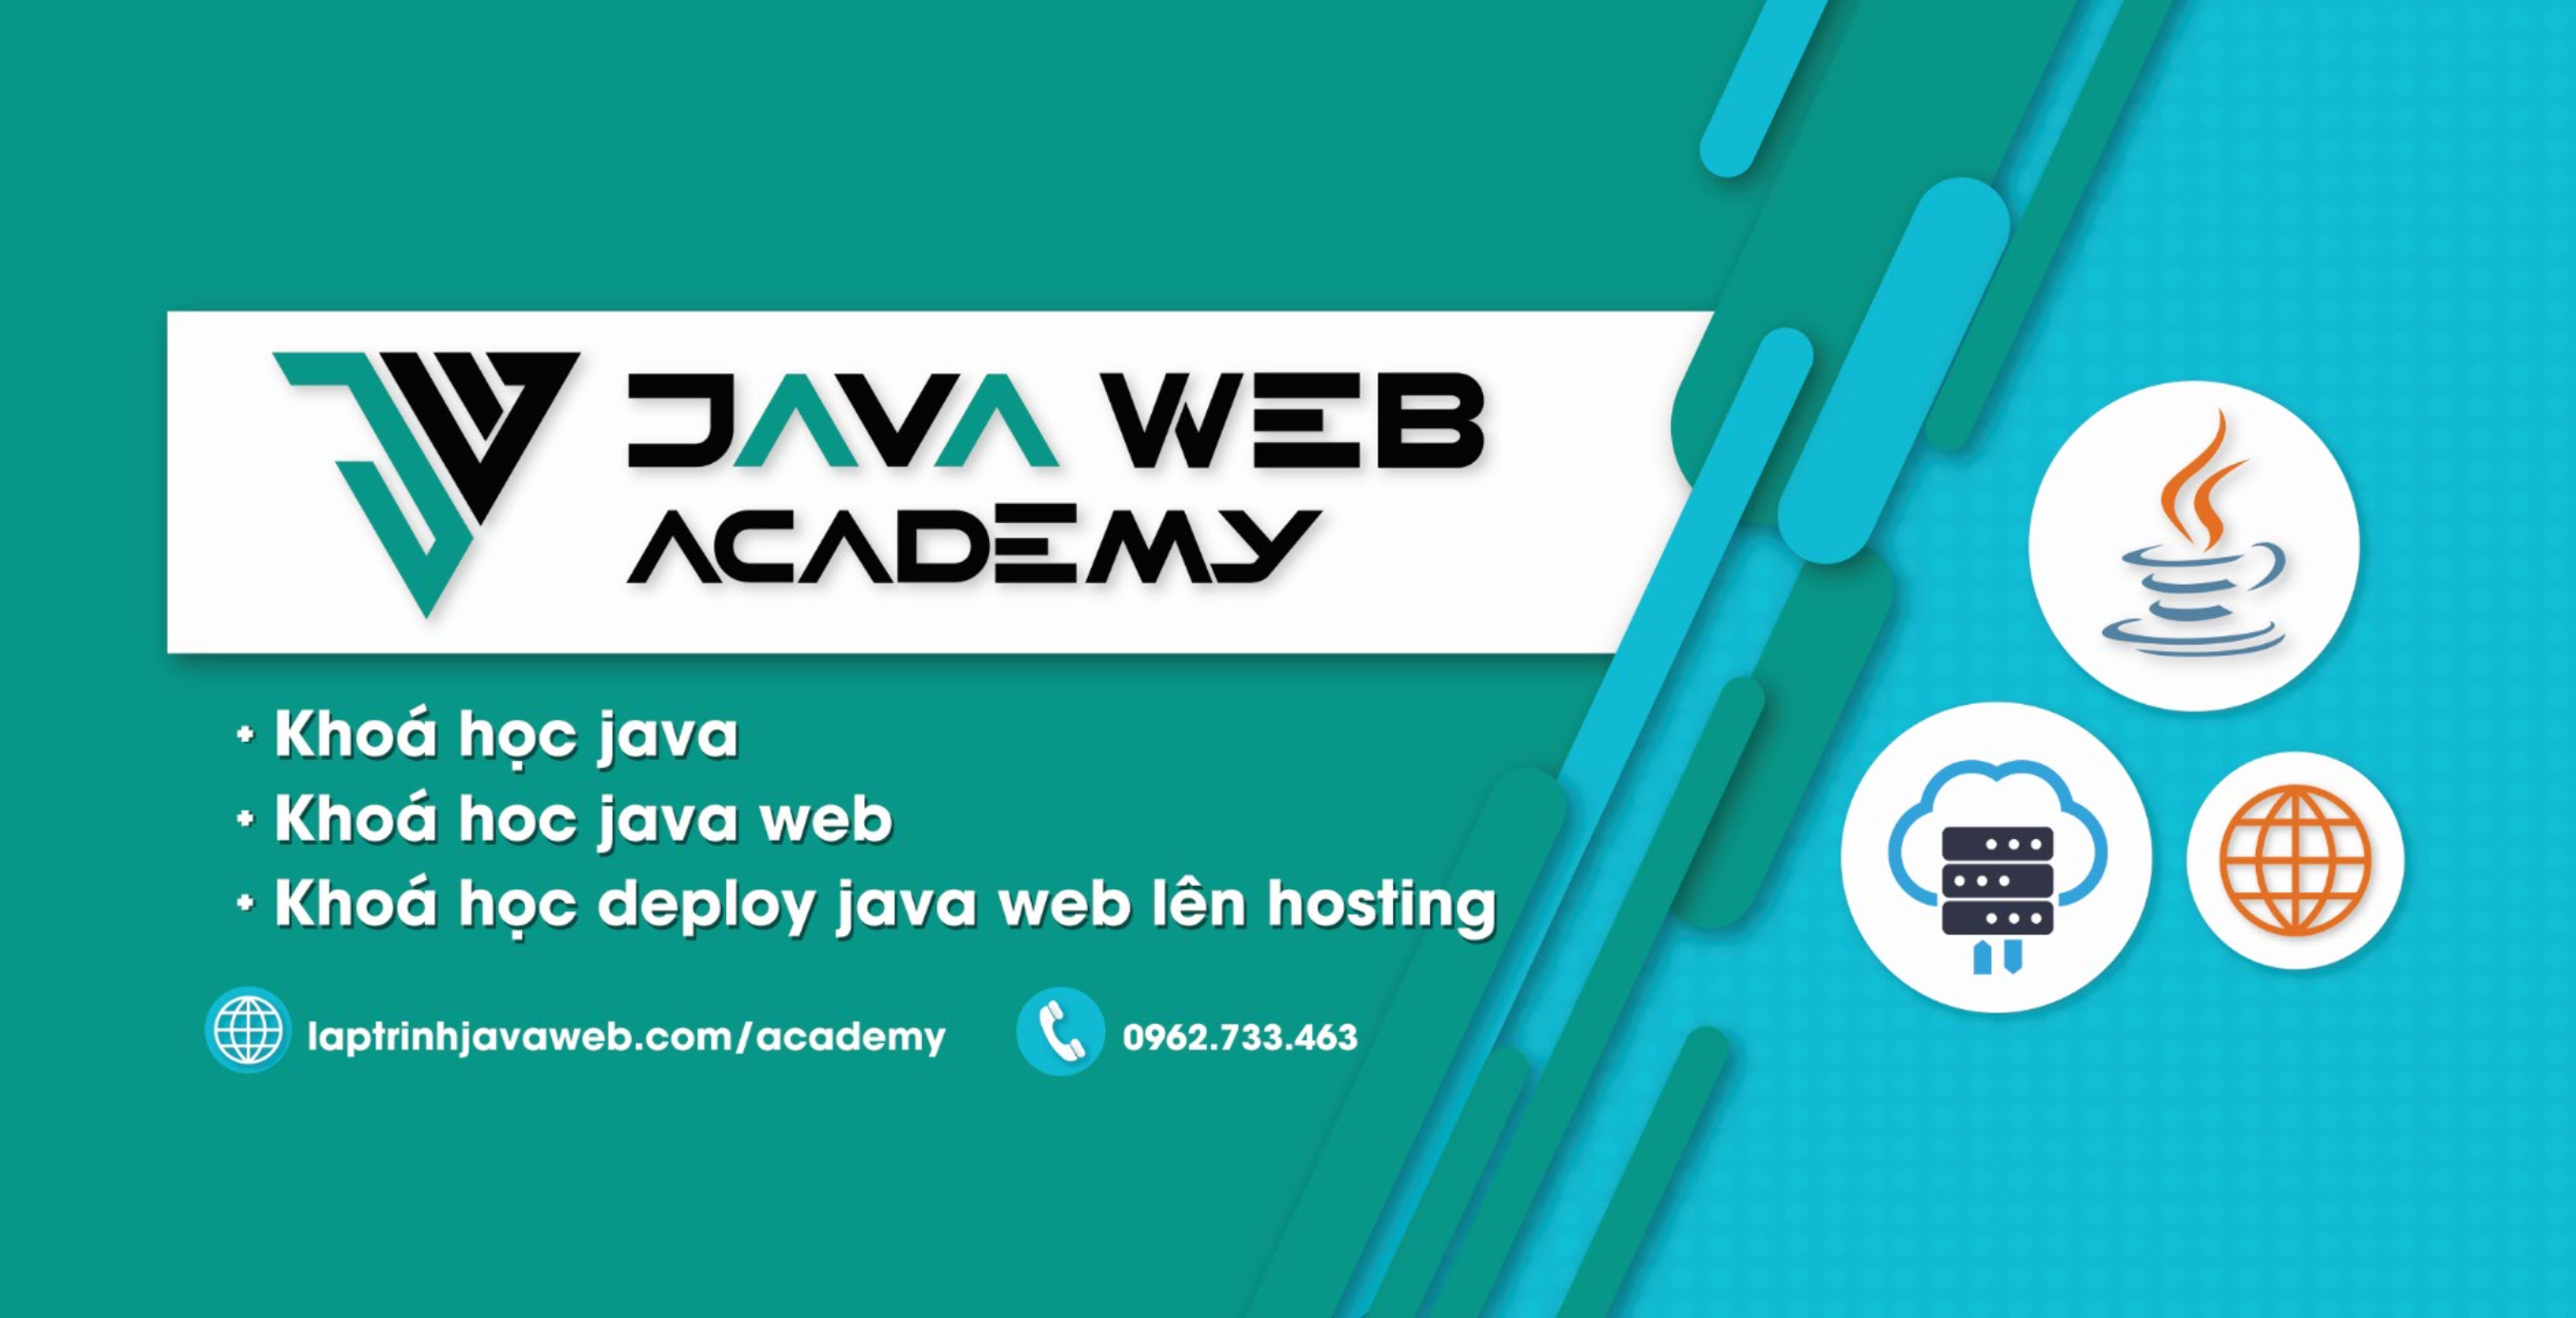 JAVA WEB
ACADEMY
• Khoá học java
• Khoá hoc java web
• Khoá học deploy java web lên hosting
laptrinhjavaweb.com/academy
0962.733.463